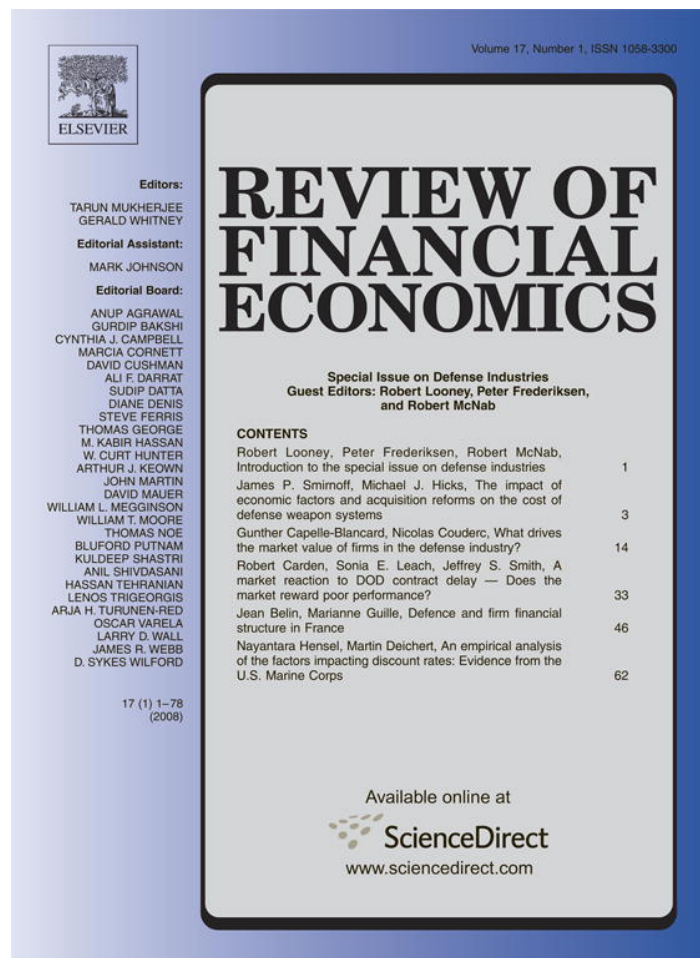 Volume 17, Number 1, ISSN 1058-3300
ELSEVIER
Editors:
TARUN MUKHERJEE
GERALD WHITNEY
Editorial Assistant:
MARK JOHNSON
Editorial Board:
ANUP AGRAWAL
GURDIP BAKSHI
CYNTHIA J. CAMPBELL
MARCIA CORNETT
DAVID CUSHMAN
ALI F. DARRAT
SUDIP DATTA
DIANE DENIS
STEVE FERRIS
THOMAS GEORGE
M. KABIR HASSAN
W. CURT HUNTER
ARTHUR J. KEOWN
JOHN MARTIN
DAVID MAUER
WILLIAM L. MEGGINSON
WILLIAM T. MOORE
THOMAS NOE
BLUFORD PUTNAM
KULDEEP SHASTRI
ANIL SHIVDASANI
HASSAN TEHRANIAN
LENOS TRIGEORGIS
ARJA H. TURUNEN-RED
OSCAR VARELA
LARRY D. WALL
JAMES R. WEBB
D. SYKES WILFORD
17 (1) 1–78
(2008)
REVIEW OF
FINANCIAL
ECONOMICS
Special Issue on Defense Industries
Guest Editors: Robert Looney, Peter Frederiksen,
and Robert McNab
CONTENTS
Robert Looney, Peter Frederiksen, Robert McNab,
Introduction to the special issue on defense industries 1
James P. Smirnoff, Michael J. Hicks, The impact of
economic factors and acquisition reforms on the cost of
defense weapon systems 3
Gunther Capelle-Blancard, Nicolas Couderc, What drives
the market value of firms in the defense industry? 14
Robert Carden, Sonia E. Leach, Jeffrey S. Smith, A
market reaction to DOD contract delay — Does the
market reward poor performance? 33
Jean Belin, Marianne Guille, Defence and firm financial
structure in France 46
Nayantara Hensel, Martin Deichert, An empirical analysis
of the factors impacting discount rates: Evidence from the
U.S. Marine Corps 62
Available online at
ScienceDirect
www.sciencedirect.com